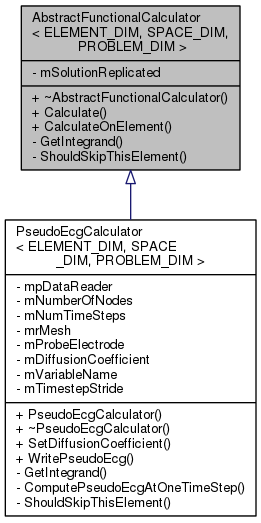 AbstractFunctionalCalculator
< ELEMENT_DIM, SPACE_DIM,
PROBLEM_DIM >
- mSolutionReplicated
+ ~AbstractFunctionalCalculator()
+ Calculate()
+ CalculateOnElement()
- GetIntegrand()
- ShouldSkipThisElement()
PseudoEcgCalculator
< ELEMENT_DIM, SPACE
_DIM, PROBLEM_DIM >
- mpDataReader
- mNumberOfNodes
- mNumTimeSteps
- mrMesh
- mProbeElectrode
- mDiffusionCoefficient
- mVariableName
- mTimestepStride
+ PseudoEcgCalculator()
+ ~PseudoEcgCalculator()
+ SetDiffusionCoefficient()
+ WritePseudoEcg()
- GetIntegrand()
- ComputePseudoEcgAtOneTimeStep()
- ShouldSkipThisElement()